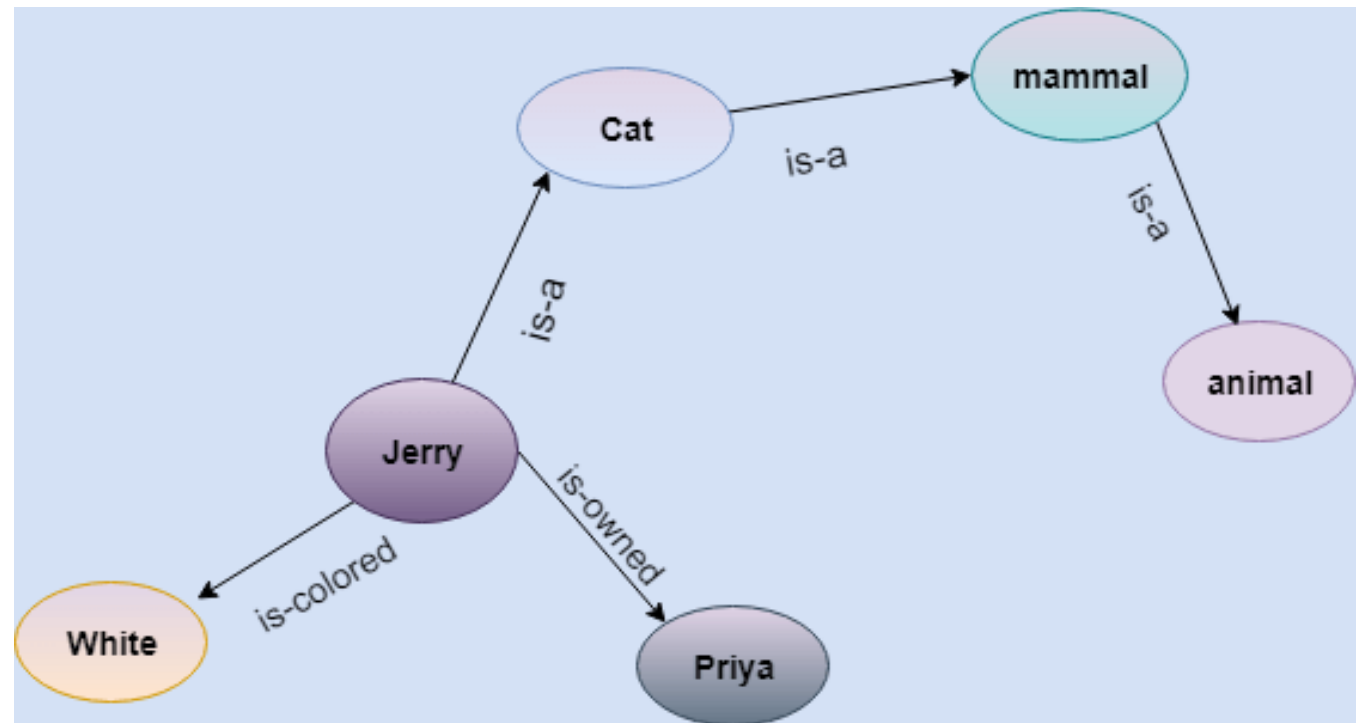 mammal
Cat
is-a
is-a
is-a
animal
Jerry
is-owned
is-colored
White
Priya